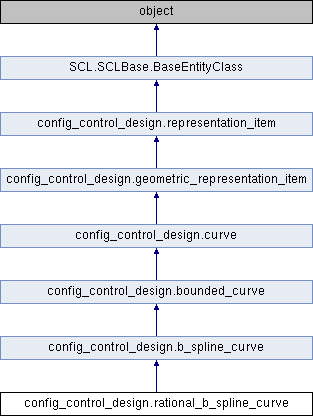 object
SCL.SCLBase.BaseEntityClass
config_control_design.representation_item
config_control_design.geometric_representation_item
config_control_design.curve
config_control_design.bounded_curve
config_control_design.b_spline_curve
config_control_design.rational_b_spline_curve